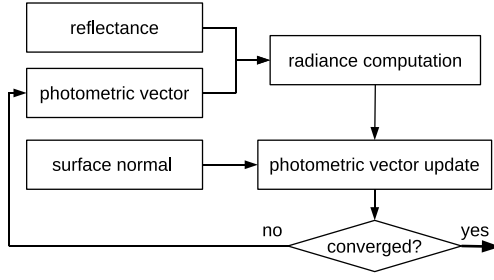 reflectance
radiance computation
photometric vector
surface normal
photometric vector update
no
yes
converged?